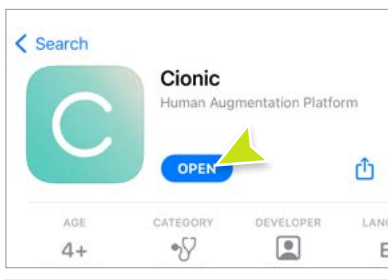 Search
C
Cionic
Human Augmentation Platform
OPEN
AGE CATEGORY DEVELOPER
4+